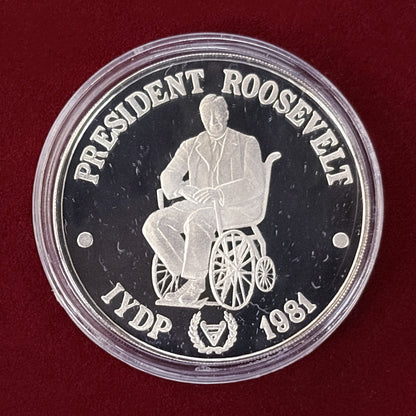 PRESIDENT ROOSEVELT
IYDP 1981